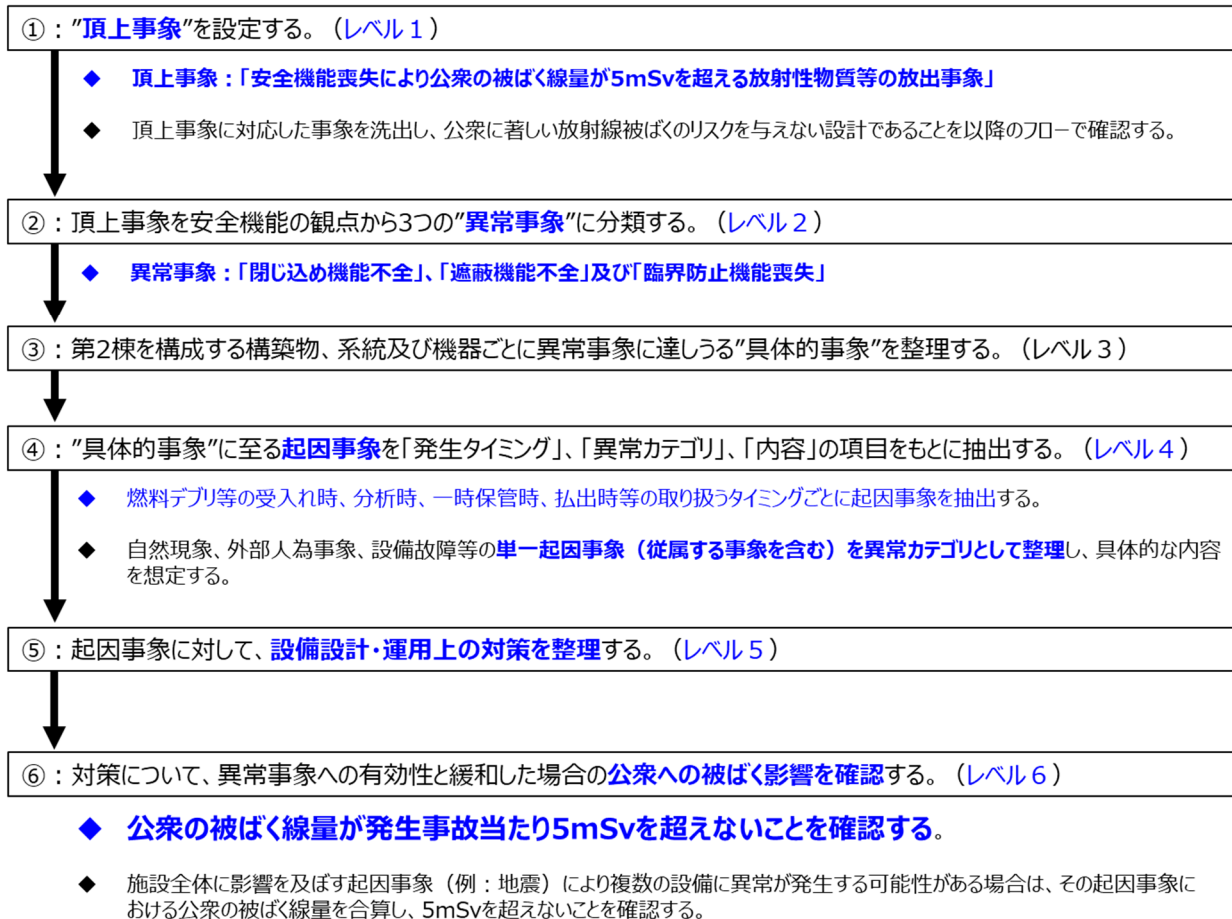 ①：”頂上事象”を設定する。（レベル１）
◆ 頂上事象：「安全機能喪失により公衆の被ばく線量が5mSvを超える放射性物質等の放出事象」
◆ 頂上事象に対応した事象を洗出し、公衆に著しい放射線被ばくのリスクを与えない設計であることを以降のフローで確認する。
②：頂上事象を安全機能の観点から3つの”異常事象”に分類する。（レベル２）
◆ 異常事象：「閉じ込め機能不全」、「遮蔽機能不全」及び「臨界防止機能喪失」
③：第2棟を構成する構築物、系統及び機器ごとに異常事象に達しうる”具体的事象”を整理する。（レベル３）
④：”具体的事象”に至る起因事象を「発生タイミング」、「異常カテゴリ」、「内容」の項目をもとに抽出する。（レベル４）
◆ 燃料デブリ等の受入れ時、分析時、一時保管時、払出時等の取り扱うタイミングごとに起因事象を抽出する。
◆ 自然現象、外部人為事象、設備故障等の単一起因事象（従属する事象を含む）を異常カテゴリとして整理し、具体的な内容
を想定する。
⑤：起因事象に対して、設備設計・運用上の対策を整理する。（レベル５）
⑥：対策について、異常事象への有効性と緩和した場合の公衆への被ばく影響を確認する。（レベル６）
◆ 公衆の被ばく線量が発生事故当たり5mSvを超えないことを確認する。
◆ 施設全体に影響を及ぼす起因事象（例：地震）により複数の設備に異常が発生する可能性がある場合は、その起因事象に
おける公衆の被ばく線量を合算し、5mSvを超えないことを確認する。